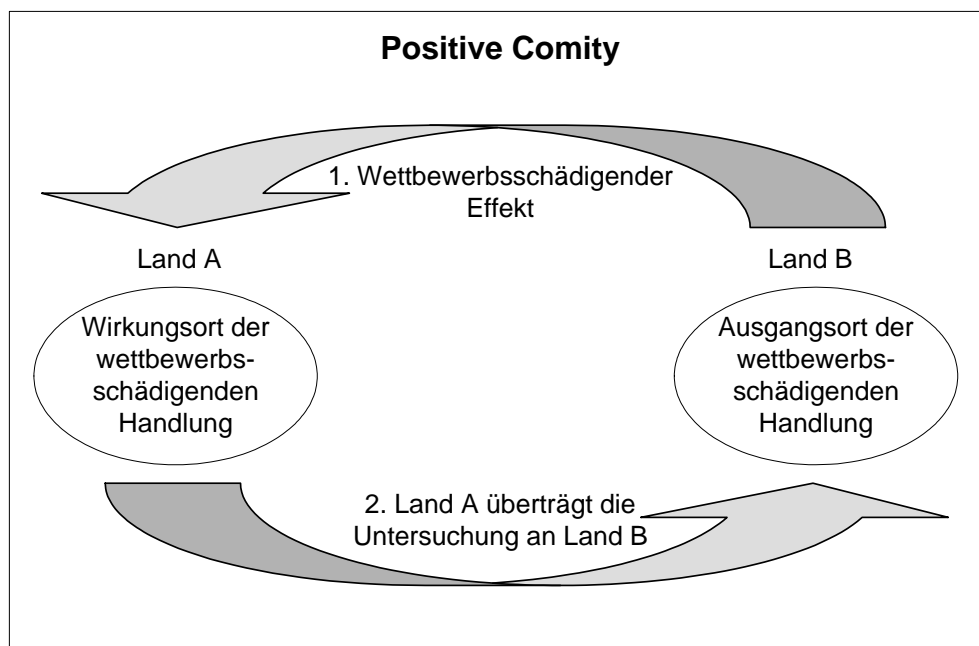 Positive Comity
1. Wettbewerbsschädigender
Effekt
Land A
Land B
Wirkungsort der
wettbewerbs-
schädigenden
Handlung
Ausgangsort der
wettbewerbs-
schädigenden
Handlung
2. Land A überträgt die
Untersuchung an Land B